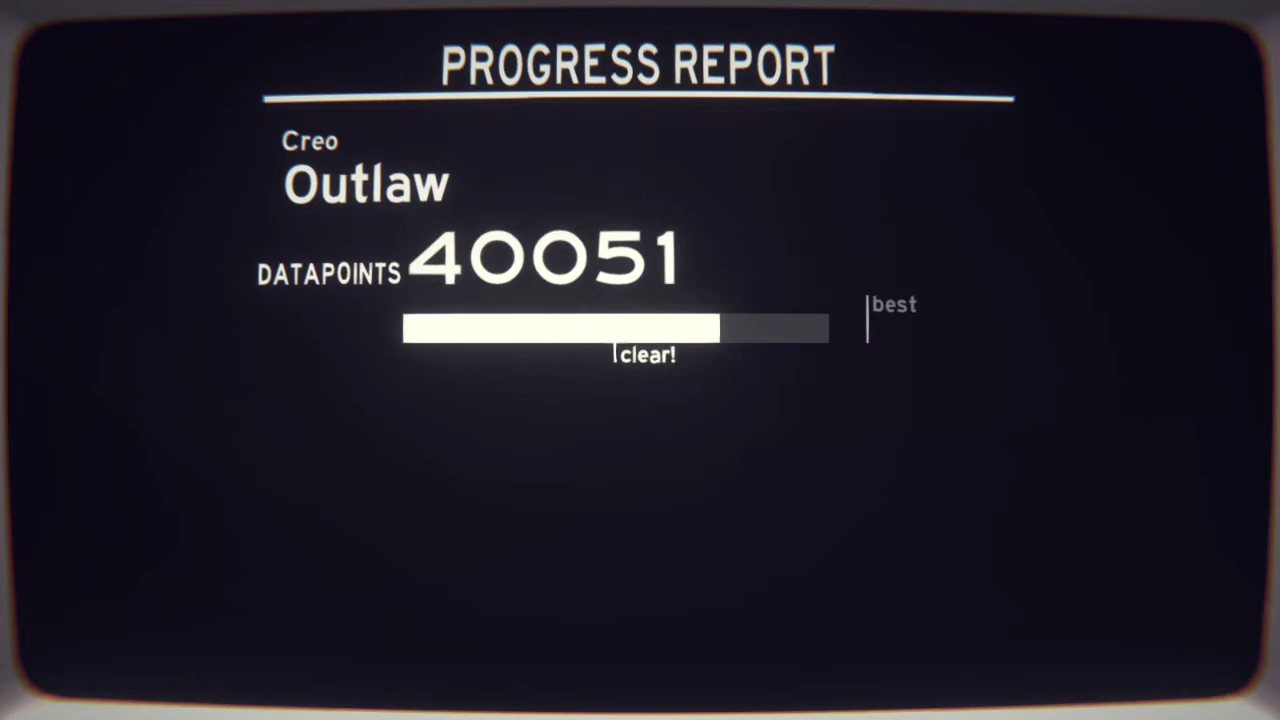 PROGRESS REPORT
Creo
Outlaw
DATAPOINTS 40051
best
clear!